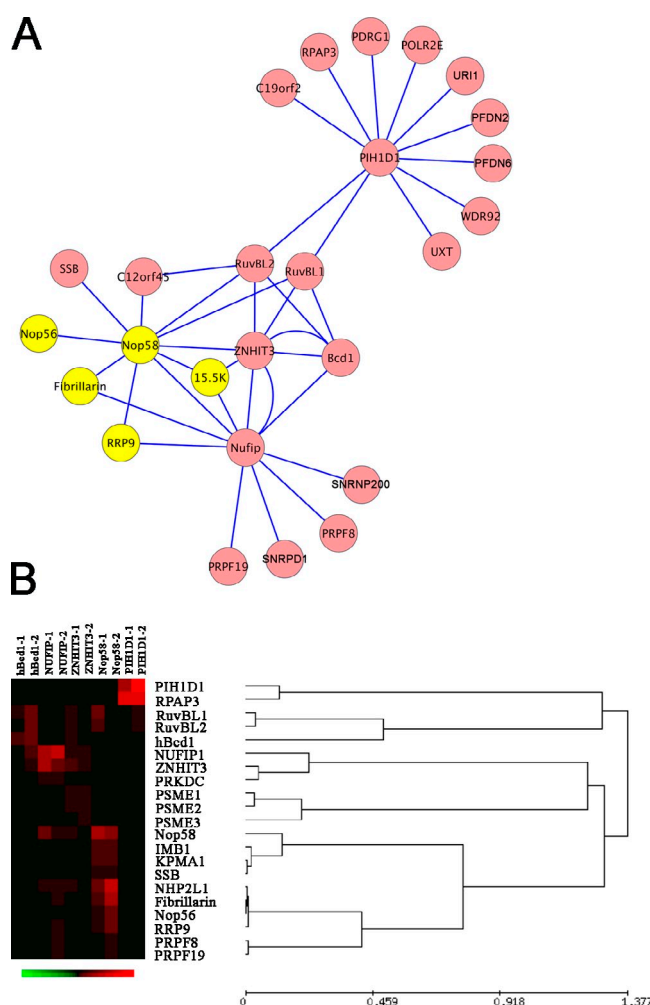 A
PDRG1
RPAP3
POLR2E
C19orf2
URI1
PFDN2
PIH1D1
PFDN6
WDR92
UXT
RuvBL2
SSB
C12orf45
RuvBL1
Nop56
Nop58
ZNHIT3
Bcd1
15.5K
Fibrillarin
RRP9
Nufip
SNRNP200
PRPF8
SNRPD1
PRPF19
B
hBcd1-1
hBcd1-2
NUFIP-1
NUFIP-2
ZNHIT3-1
ZNHIT3-2
Nop58-1
Nop58-2
PIH1D1-1
PIH1D1-2
PIH1D1
RPAP3
RuvBL1
RuvBL2
hBcd1
NUFIP1
ZNHIT3
PRKDC
PSME1
PSME2
PSME3
Nop58
IMB1
KPMA1
SSB
NHP2L1
Fibrillarin
Nop56
RRP9
PRPF8
PRPF19
0 0.459 0.918 1.377